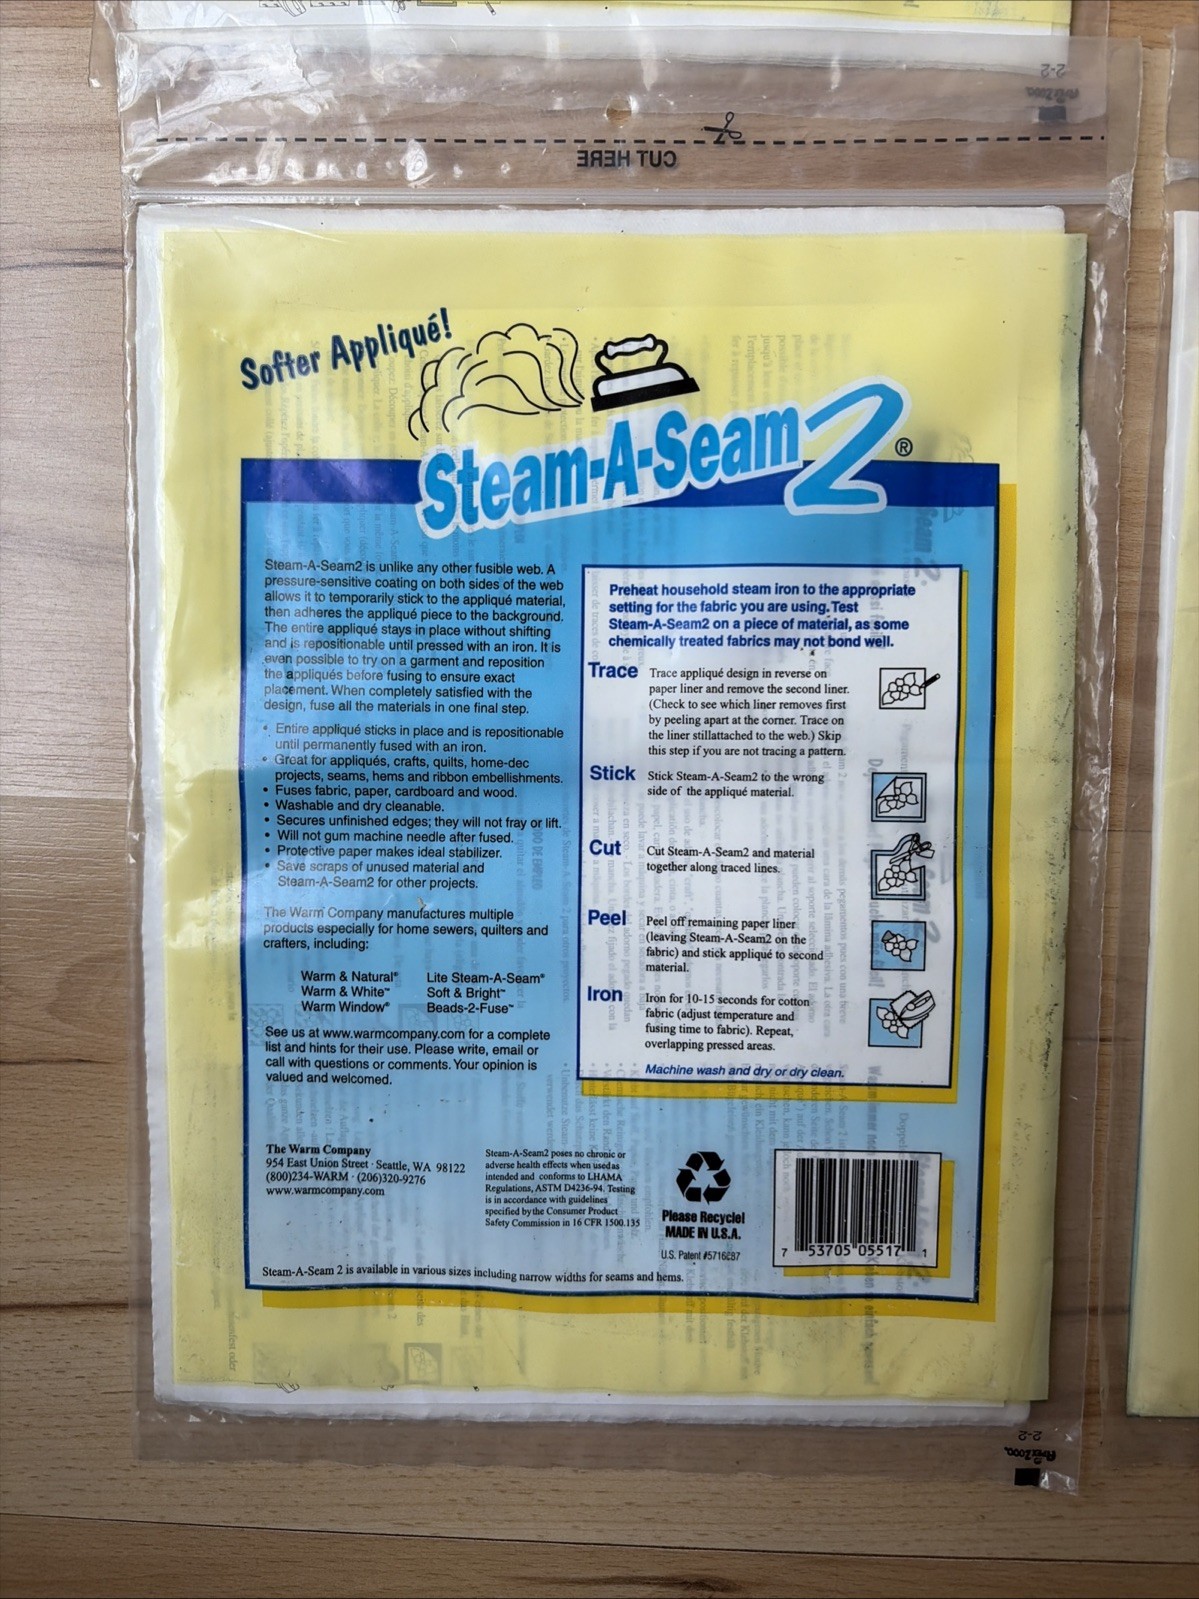 2-2
CUT HERE
Softer Appliqué!
Steam-A-Seam 2®
Steam-A-Seam2 is unlike any other fusible web. A
pressure-sensitive coating on both sides of the web
allows it to temporarily stick to the appliqué material,
then adheres the appliqué piece to the background.
The entire appliqué stays in place without shifting
and is repositionable until pressed with an iron. It is
even possible to try on a garment and reposition
the appliqués before fusing to ensure exact
placement. When completely satisfied with the
design, fuse all the materials in one final step.
• Entire appliqué sticks in place and is repositionable
until permanently fused with an iron.
• Great for appliqués, crafts, quilts, home-dec
projects, seams, hems and ribbon embellishments.
• Fuses fabric, paper, cardboard and wood.
• Washable and dry cleanable.
• Secures unfinished edges; they will not fray or lift.
• Will not gum machine needle after fused.
• Protective paper makes ideal stabilizer.
• Save scraps of unused material and
Steam-A-Seam2 for other projects.
The Warm Company manufactures multiple
products especially for home sewers, quilters and
crafters, including:
Warm & Natural® Lite Steam-A-Seam®
Warm & White™ Soft & Bright™
Warm Window® Beads-2-Fuse™
See us at www.warmcompany.com for a complete
list and hints for their use. Please write, email or
call with questions or comments. Your opinion is
valued and welcomed.
Preheat household steam iron to the appropriate
setting for the fabric you are using. Test
Steam-A-Seam2 on a piece of material, as some
chemically treated fabrics may not bond well.
Trace Trace appliqué design in reverse on
paper liner and remove the second liner.
(Check to see which liner removes first
by peeling apart at the corner. Trace on
the liner stillattached to the web.) Skip
this step if you are not tracing a pattern.
Stick Stick Steam-A-Seam2 to the wrong
side of the appliqué material.
Cut Cut Steam-A-Seam2 and material
together along traced lines.
Peel Peel off remaining paper liner
(leaving Steam-A-Seam2 on the
fabric) and stick appliqué to second
material.
Iron Iron for 10-15 seconds for cotton
fabric (adjust temperature and
fusing time to fabric). Repeat,
overlapping pressed areas.
Machine wash and dry or dry clean.
The Warm Company
954 East Union Street · Seattle, WA 98122
(800)234-WARM · (206)320-9276
www.warmcompany.com
Steam-A-Seam2 poses no chronic or
adverse health effects when used as
intended and conforms to LHAMA
Regulations, ASTM D4236-94. Testing
is in accordance with guidelines
specified by the Consumer Product
Safety Commission in 16 CFR 1500.135
Please Recycle!
MADE IN U.S.A.
U.S. Patent #5716687
7 53705 05517 1
Steam-A-Seam 2 is available in various sizes including narrow widths for seams and hems.
2-2